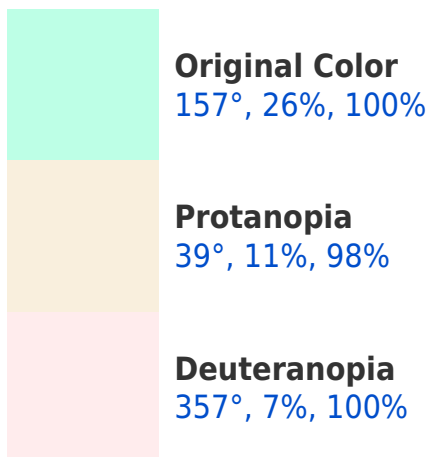 Original Color
157°, 26%, 100%
Protanopia
39°, 11%, 98%
Deuteranopia
357°, 7%, 100%